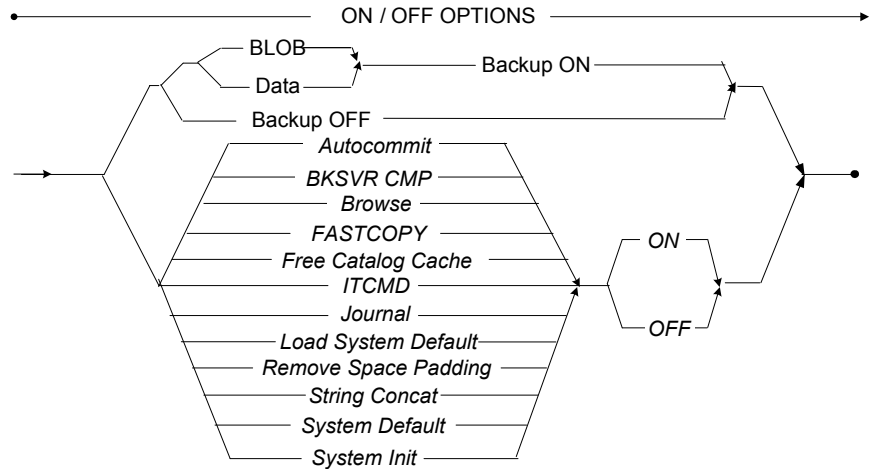 ON / OFF OPTIONS
BLOB
Data
Backup ON
Backup OFF
Autocommit
BKSVR CMP
Browse
FASTCOPY
Free Catalog Cache
ITCMD
Journal
Load System Default
Remove Space Padding
String Concat
System Default
System Init
ON
OFF